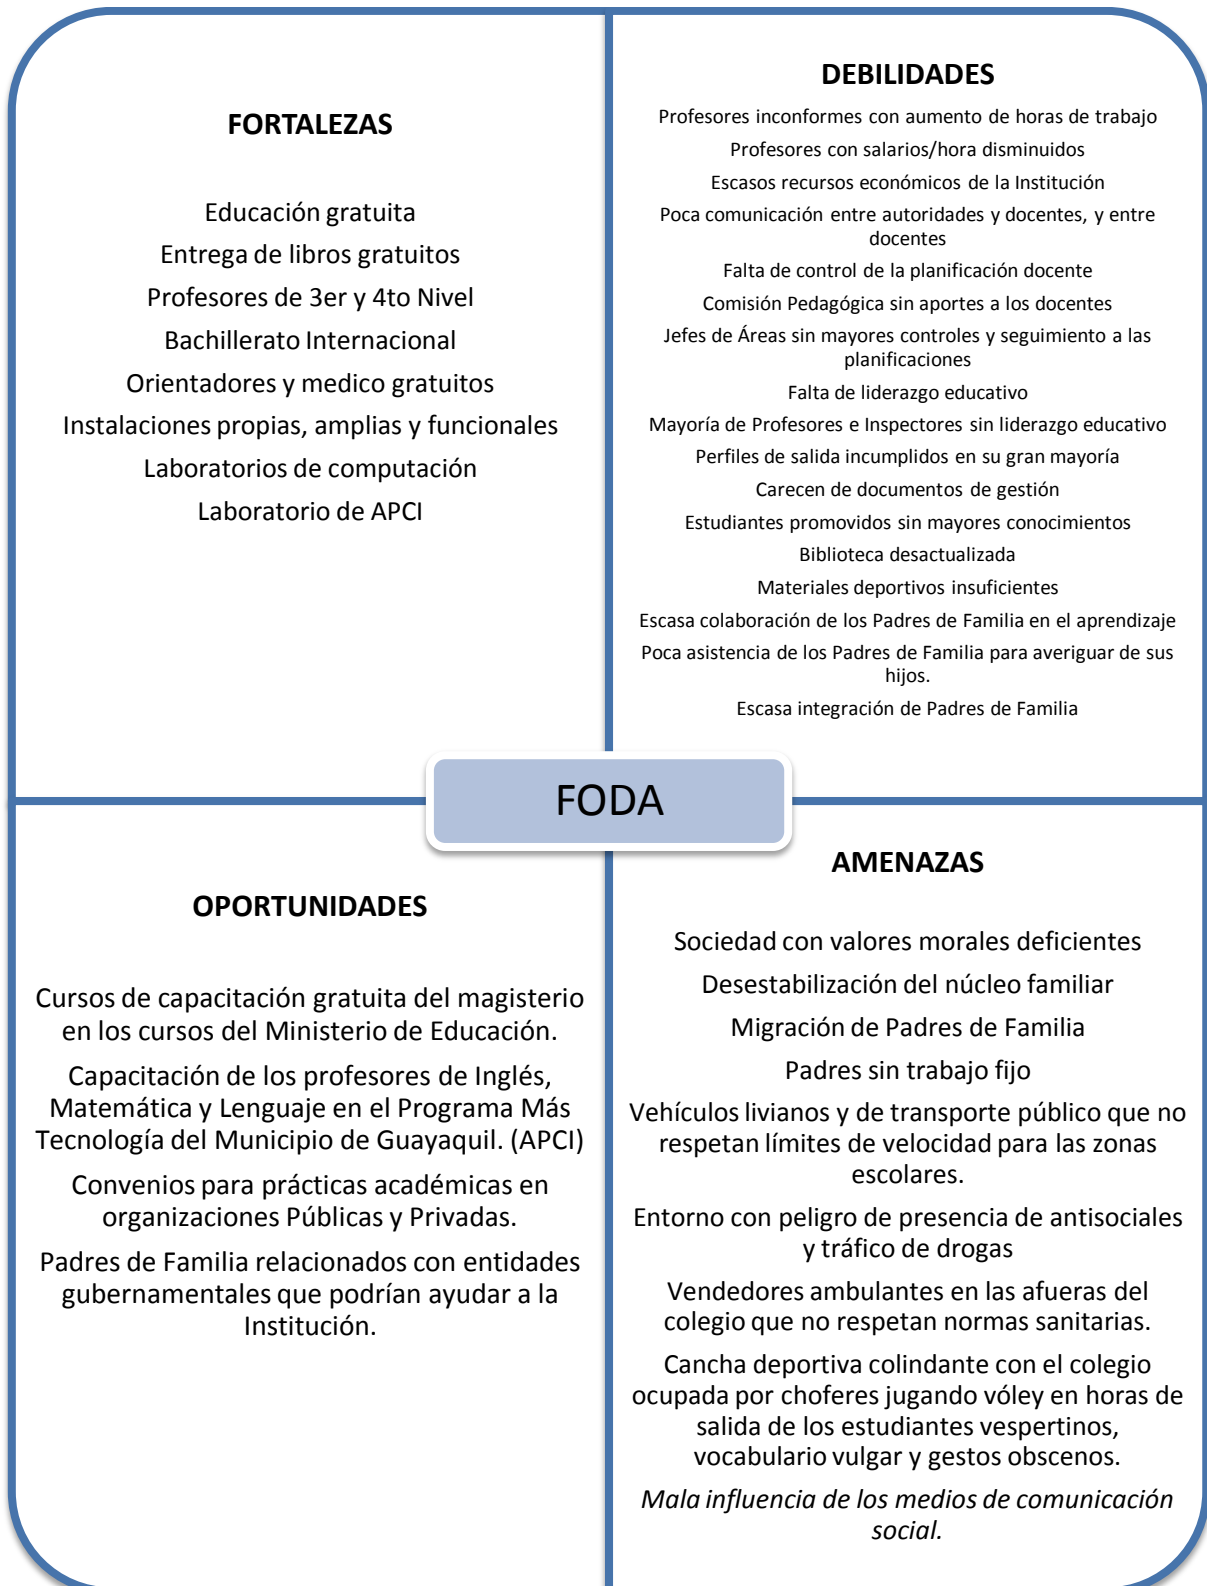 FORTALEZAS
Educación gratuita
Entrega de libros gratuitos
Profesores de 3er y 4to Nivel
Bachillerato Internacional
Orientadores y medico gratuitos
Instalaciones propias, amplias y funcionales
Laboratorios de computación
Laboratorio de APCI
DEBILIDADES
Profesores inconformes con aumento de horas de trabajo
Profesores con salarios/hora disminuidos
Escasos recursos económicos de la Institución
Poca comunicación entre autoridades y docentes, y entre
docentes
Falta de control de la planificación docente
Comisión Pedagógica sin aportes a los docentes
Jefes de Áreas sin mayores controles y seguimiento a las
planificaciones
Falta de liderazgo educativo
Mayoría de Profesores e Inspectores sin liderazgo educativo
Perfiles de salida incumplidos en su gran mayoría
Carecen de documentos de gestión
Estudiantes promovidos sin mayores conocimientos
Biblioteca desactualizada
Materiales deportivos insuficientes
Escasa colaboración de los Padres de Familia en el aprendizaje
Poca asistencia de los Padres de Familia para averiguar de sus
hijos.
Escasa integración de Padres de Familia
FODA
OPORTUNIDADES
Cursos de capacitación gratuita del magisterio
en los cursos del Ministerio de Educación.
Capacitación de los profesores de Inglés,
Matemática y Lenguaje en el Programa Más
Tecnología del Municipio de Guayaquil. (APCI)
Convenios para prácticas académicas en
organizaciones Públicas y Privadas.
Padres de Familia relacionados con entidades
gubernamentales que podrían ayudar a la
Institución.
AMENAZAS
Sociedad con valores morales deficientes
Desestabilización del núcleo familiar
Migración de Padres de Familia
Padres sin trabajo fijo
Vehículos livianos y de transporte público que no
respetan límites de velocidad para las zonas
escolares.
Entorno con peligro de presencia de antisociales
y tráfico de drogas
Vendedores ambulantes en las afueras del
colegio que no respetan normas sanitarias.
Cancha deportiva colindante con el colegio
ocupada por choferes jugando vóley en horas de
salida de los estudiantes vespertinos,
vocabulario vulgar y gestos obscenos.
Mala influencia de los medios de comunicación
social.